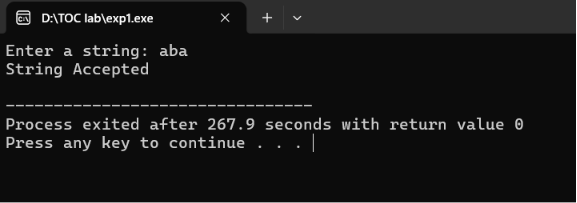 D:\TOC lab\exp1.exe
Enter a string: aba
String Accepted
--------------------------------
Process exited after 267.9 seconds with return value 0
Press any key to continue . . .